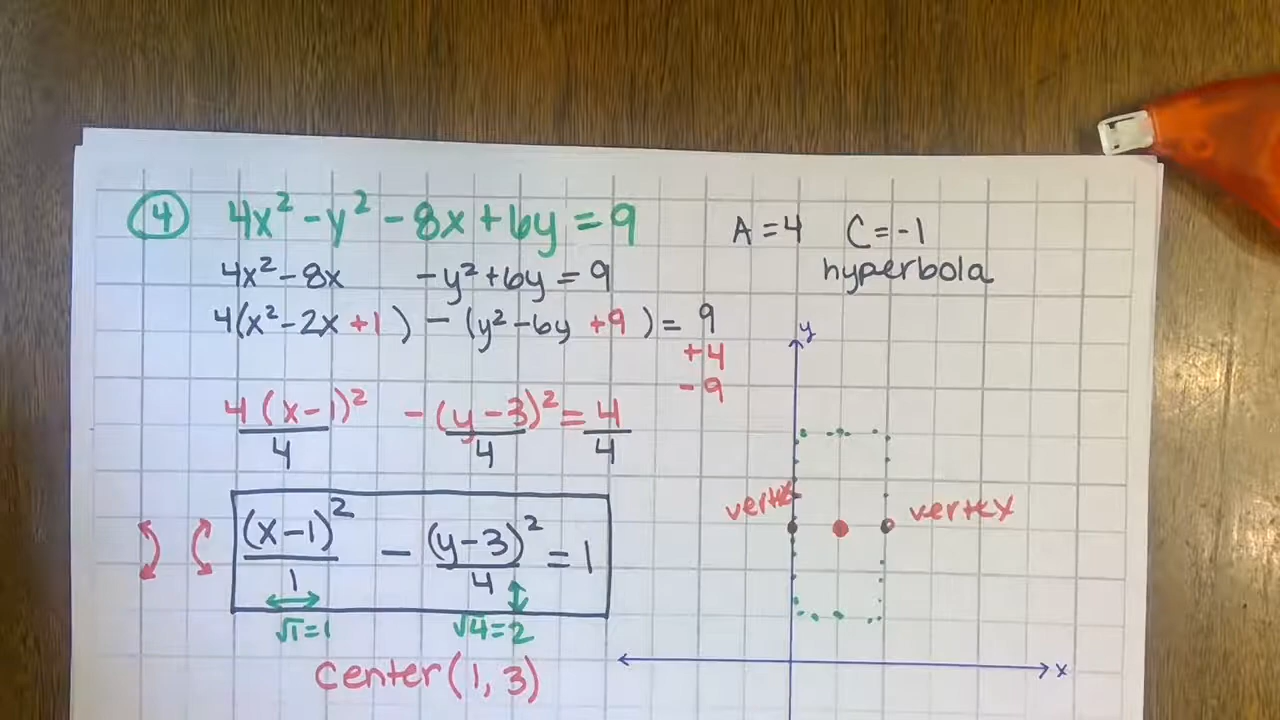 ④ 4x² - y² - 8x + 6y = 9
A = 4 C = -1
hyperbola
4x² - 8x - y² + 6y = 9
4(x² - 2x + 1) - (y² - 6y + 9) = 9
+4
-9
4(x-1)²/4 - (y-3)²/4 = 4/4
(x-1)²/1 - (y-3)²/4 = 1
√1 = 1 √4 = 2
center (1, 3)
y
vertex vertex
x